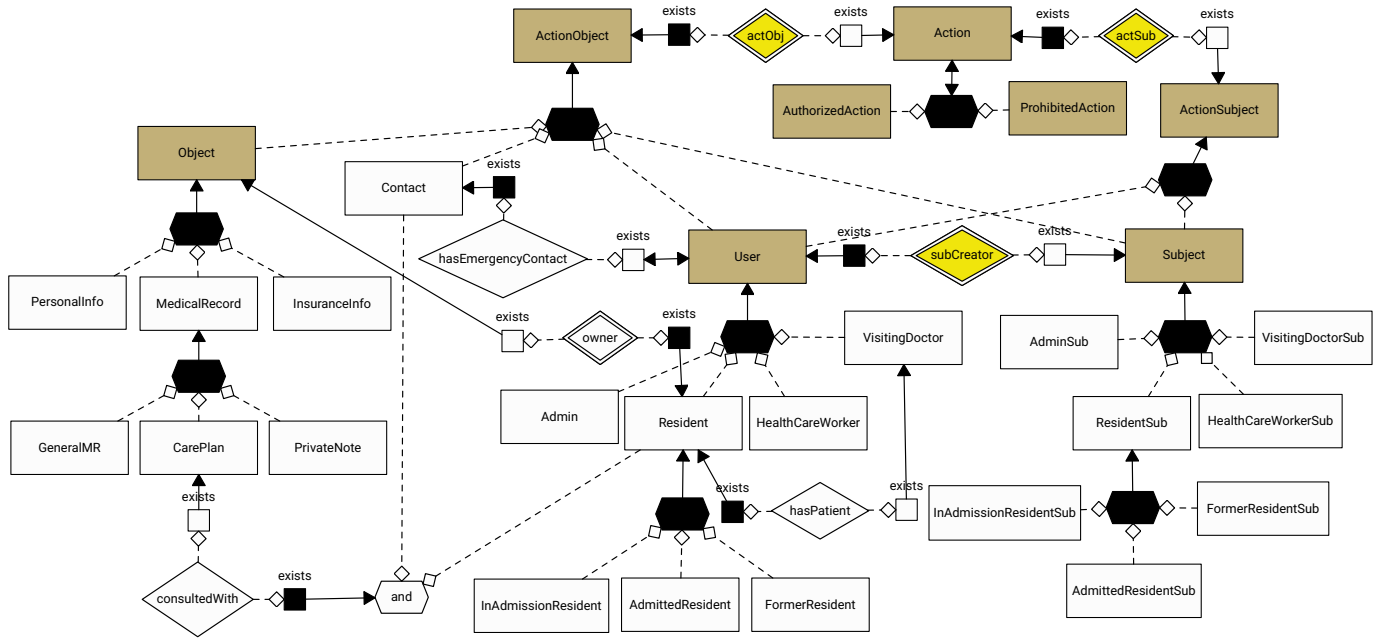 exists
exists
exists
exists
ActionObject
actObj
Action
actSub
AuthorizedAction
ProhibitedAction
ActionSubject
Object
exists
Contact
exists
exists
exists
hasEmergencyContact
User
subCreator
Subject
PersonalInfo
MedicalRecord
InsuranceInfo
exists
exists
owner
VisitingDoctor
AdminSub
VisitingDoctorSub
Admin
Resident
HealthCareWorker
ResidentSub
HealthCareWorkerSub
GeneralMR
CarePlan
PrivateNote
exists
exists
exists
hasPatient
InAdmissionResidentSub
FormerResidentSub
exists
consultedWith
and
InAdmissionResident
AdmittedResident
FormerResident
AdmittedResidentSub